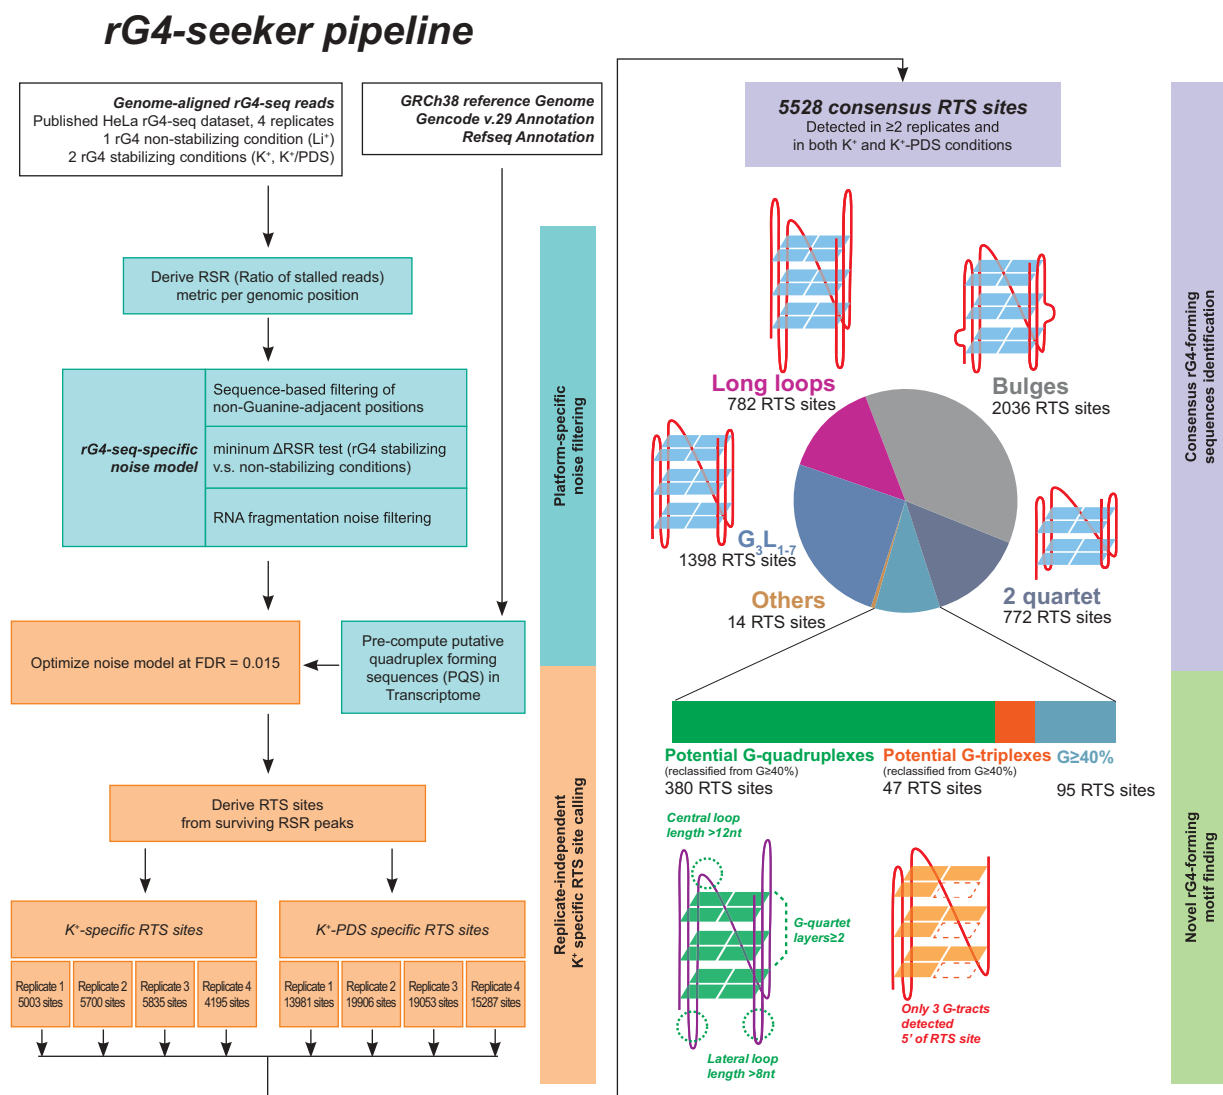 rG4-seeker pipeline
Genome-aligned rG4-seq reads
Published HeLa rG4-seq dataset, 4 replicates
1 rG4 non-stabilizing condition (Li⁺)
2 rG4 stabilizing conditions (K⁺, K⁺/PDS)
GRCh38 reference Genome
Gencode v.29 Annotation
Refseq Annotation
Derive RSR (Ratio of stalled reads)
metric per genomic position
rG4-seq-specific
noise model
Sequence-based filtering of
non-Guanine-adjacent positions
mininum ΔRSR test (rG4 stabilizing
v.s. non-stabilizing conditions)
RNA fragmentation noise filtering
Platform-specific
noise filtering
Optimize noise model at FDR = 0.015
Pre-compute putative
quadruplex forming
sequences (PQS) in
Transcriptome
Derive RTS sites
from surviving RSR peaks
K⁺-specific RTS sites
K⁺-PDS specific RTS sites
Replicate 1
5003 sites
Replicate 2
5700 sites
Replicate 3
5835 sites
Replicate 4
4195 sites
Replicate 1
13981 sites
Replicate 2
19906 sites
Replicate 3
19053 sites
Replicate 4
15287 sites
Replicate-independent
K⁺ specific RTS site calling
5528 consensus RTS sites
Detected in ≥2 replicates and
in both K⁺ and K⁺-PDS conditions
Long loops
782 RTS sites
Bulges
2036 RTS sites
G₃L₁₋₇
1398 RTS sites
Others
14 RTS sites
2 quartet
772 RTS sites
Consensus rG4-forming
sequences identification
Potential G-quadruplexes
(reclassified from G≥40%)
380 RTS sites
Potential G-triplexes
(reclassified from G≥40%)
47 RTS sites
G≥40%
95 RTS sites
Central loop
length >12nt
G-quartet
layers≥2
Lateral loop
length >8nt
Only 3 G-tracts
detected
5' of RTS site
Novel rG4-forming
motif finding